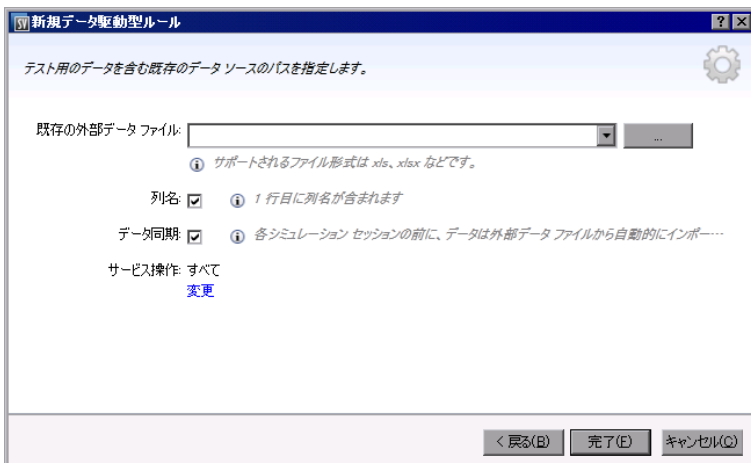 SV 新規データ駆動型ルール
テスト用のデータを含む既存のデータ ソースのパスを指定します。
既存の外部データ ファイル:
...
サポートされるファイル形式は xls、xlsx などです。
列名: 1 行目に列名が含まれます
データ同期: 各シミュレーション セッションの前に、データは外部データ ファイルから自動的にインポー…
サービス操作: すべて
変更
< 戻る(B) 完了(F) キャンセル(C)